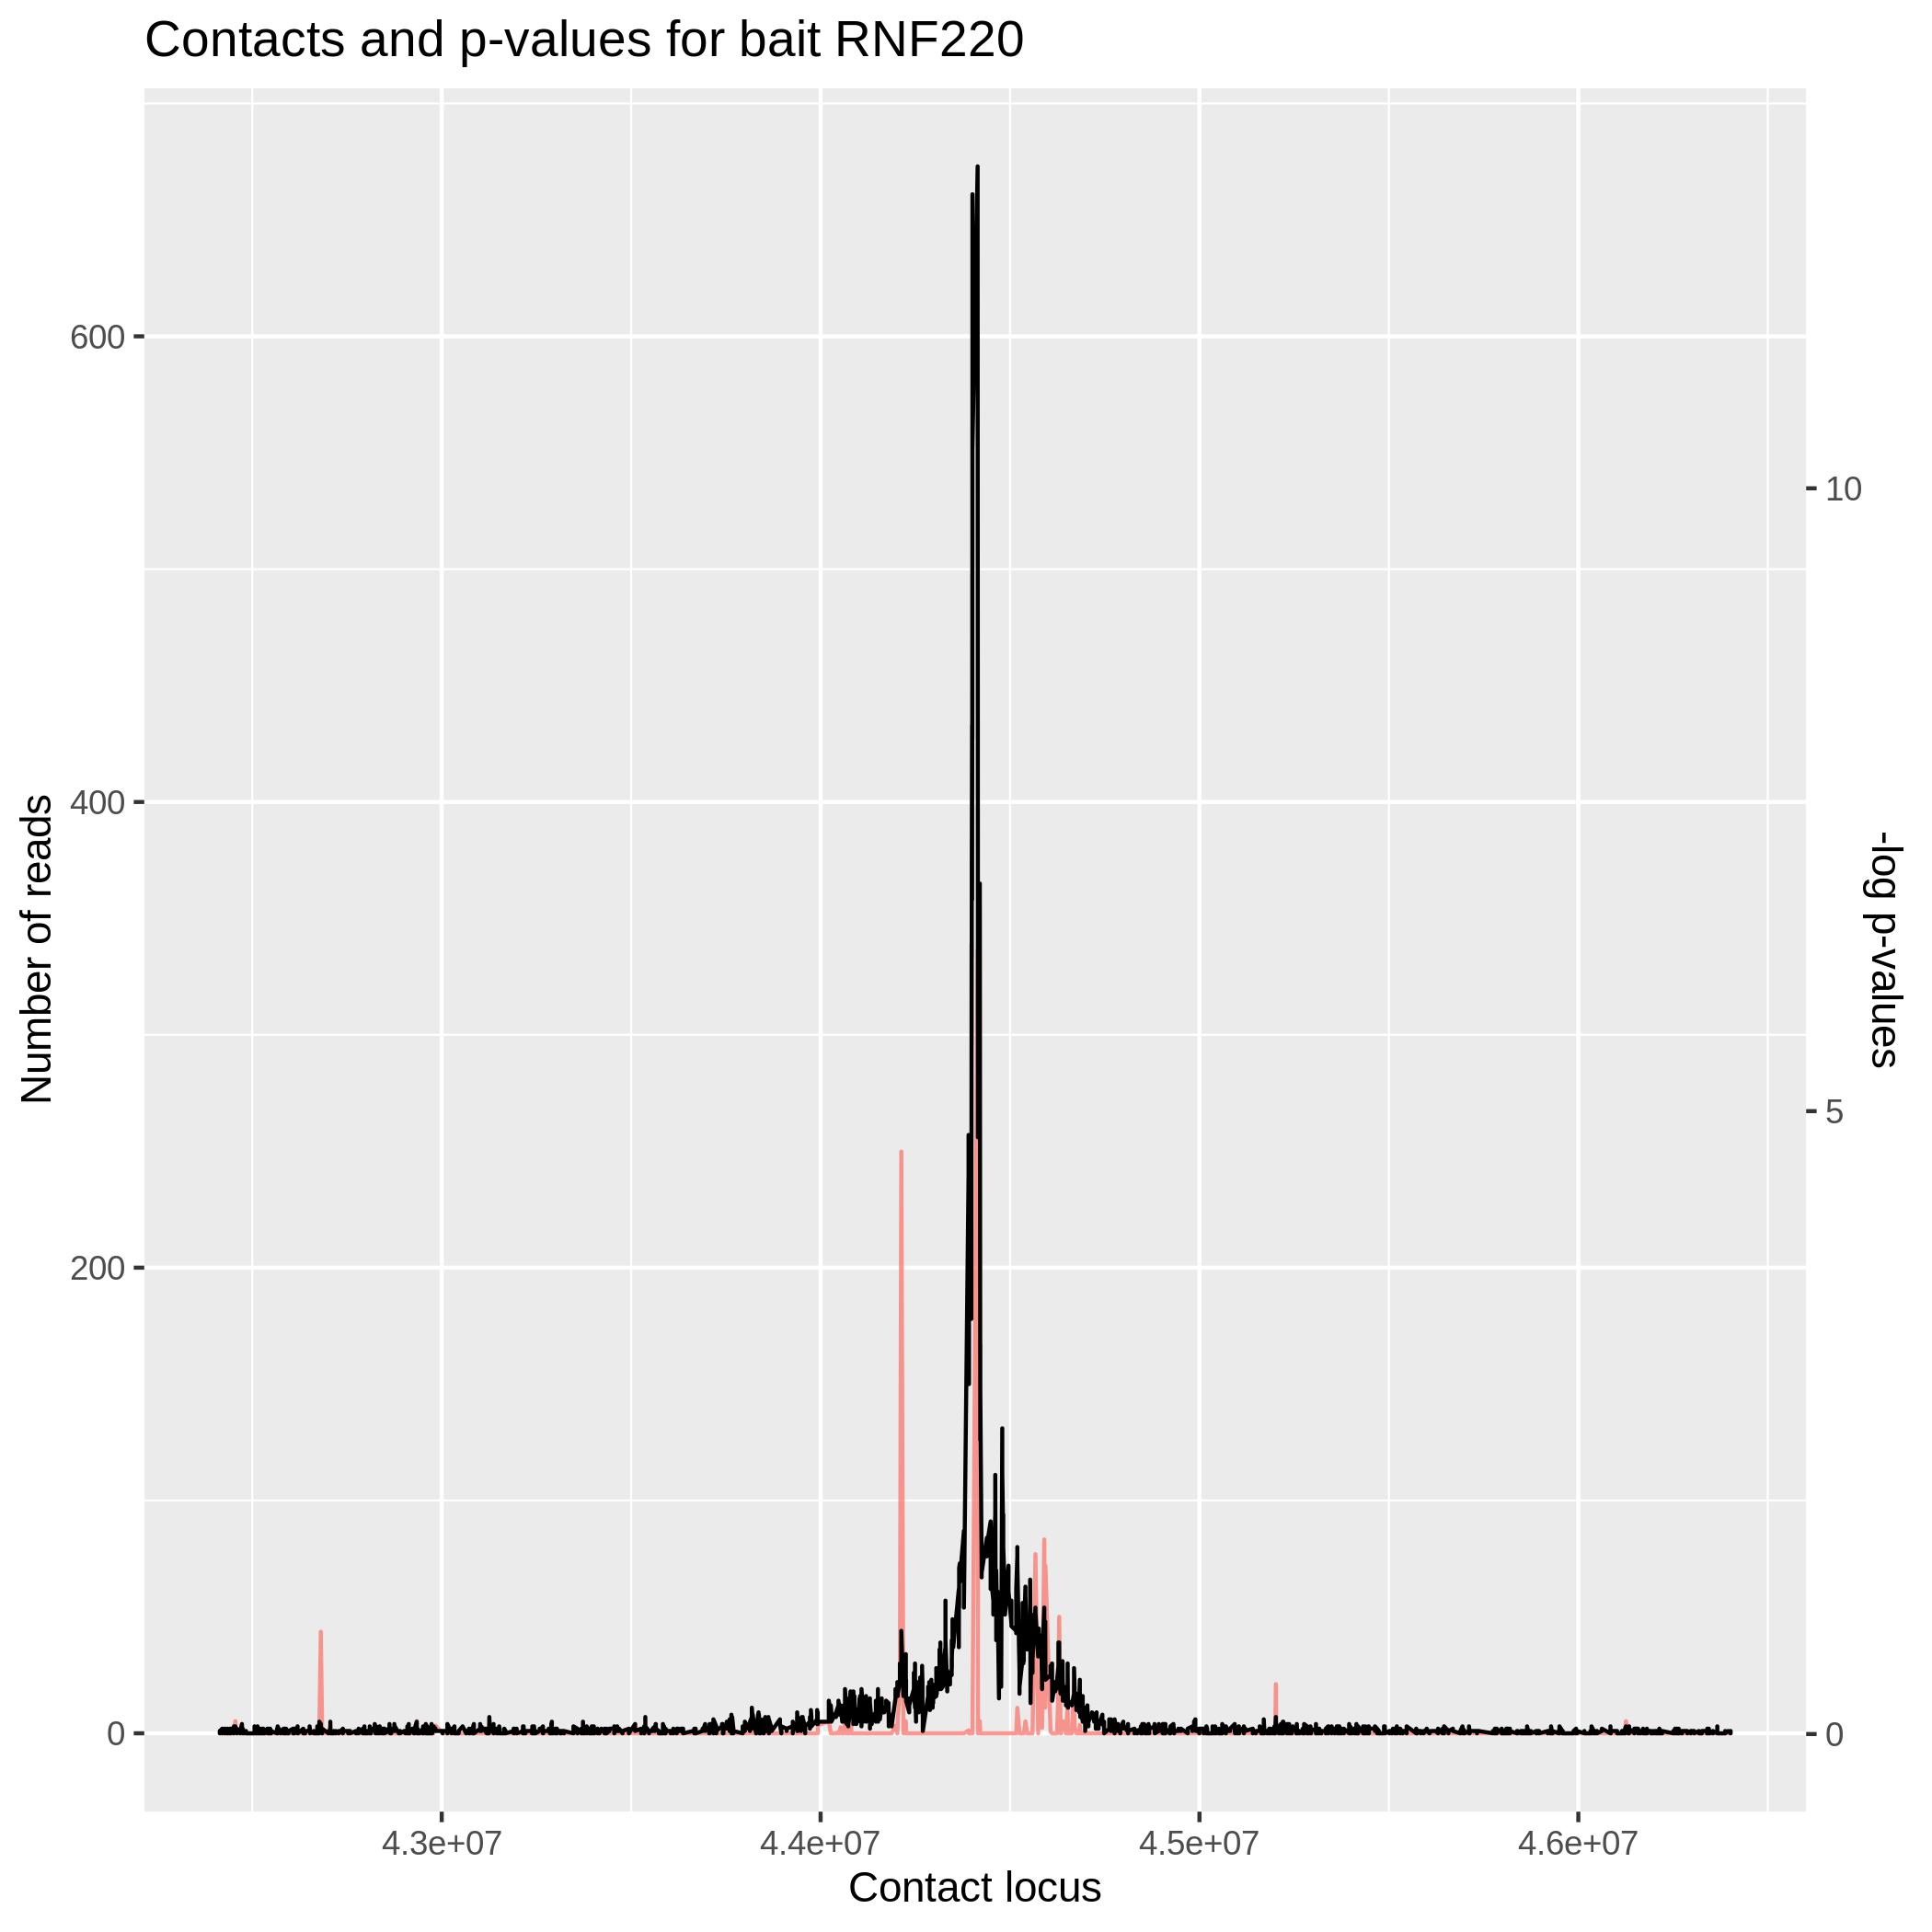 Contacts and p-values for bait RNF220
600
400
200
0
Number of reads
10
5
0
-log p-values
4.3e+07
4.4e+07
4.5e+07
4.6e+07
Contact locus